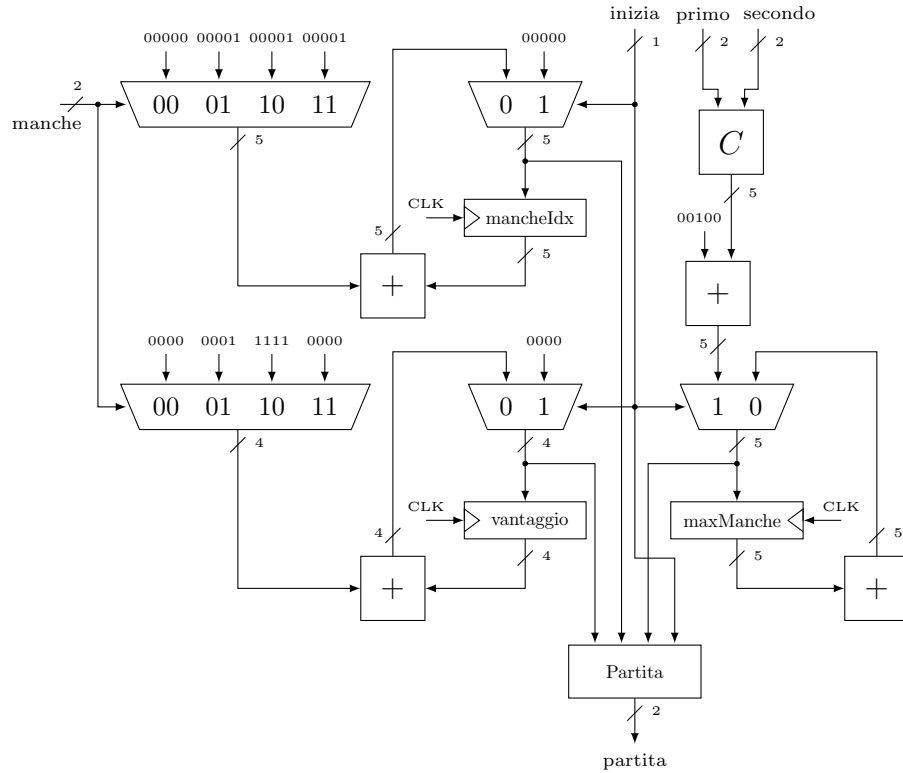 inizia primo secondo
1 2 2
00000 00001 00001 00001
00000
2
manche
00 01 10 11
0 1
C
5
5
5
CLK
mancheIdx
00100
5
5
+
+
0000 0001 1111 0000
0000
5
00 01 10 11
0 1
1 0
4
4
5
CLK
vantaggio
maxManche
CLK
4
4
5
5
+
+
Partita
2
partita